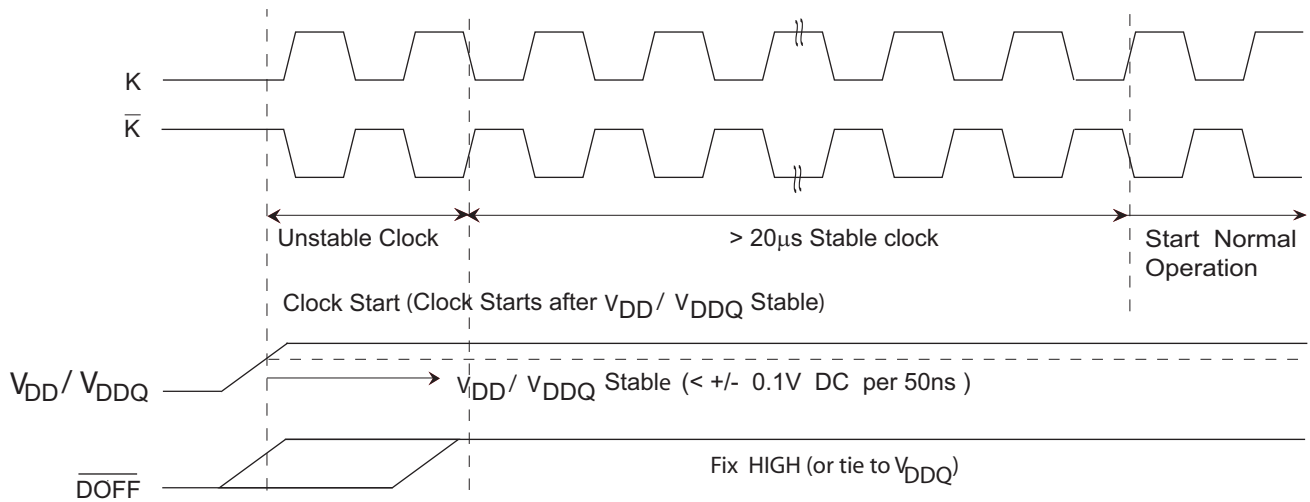 K
K̅
Unstable Clock
> 20μs Stable clock
Start Normal
Operation
Clock Start (Clock Starts after VDD / VDDQ Stable)
VDD / VDDQ
VDD / VDDQ Stable (< +/- 0.1V DC per 50ns )
D̅O̅F̅F̅
Fix HIGH (or tie to VDDQ)